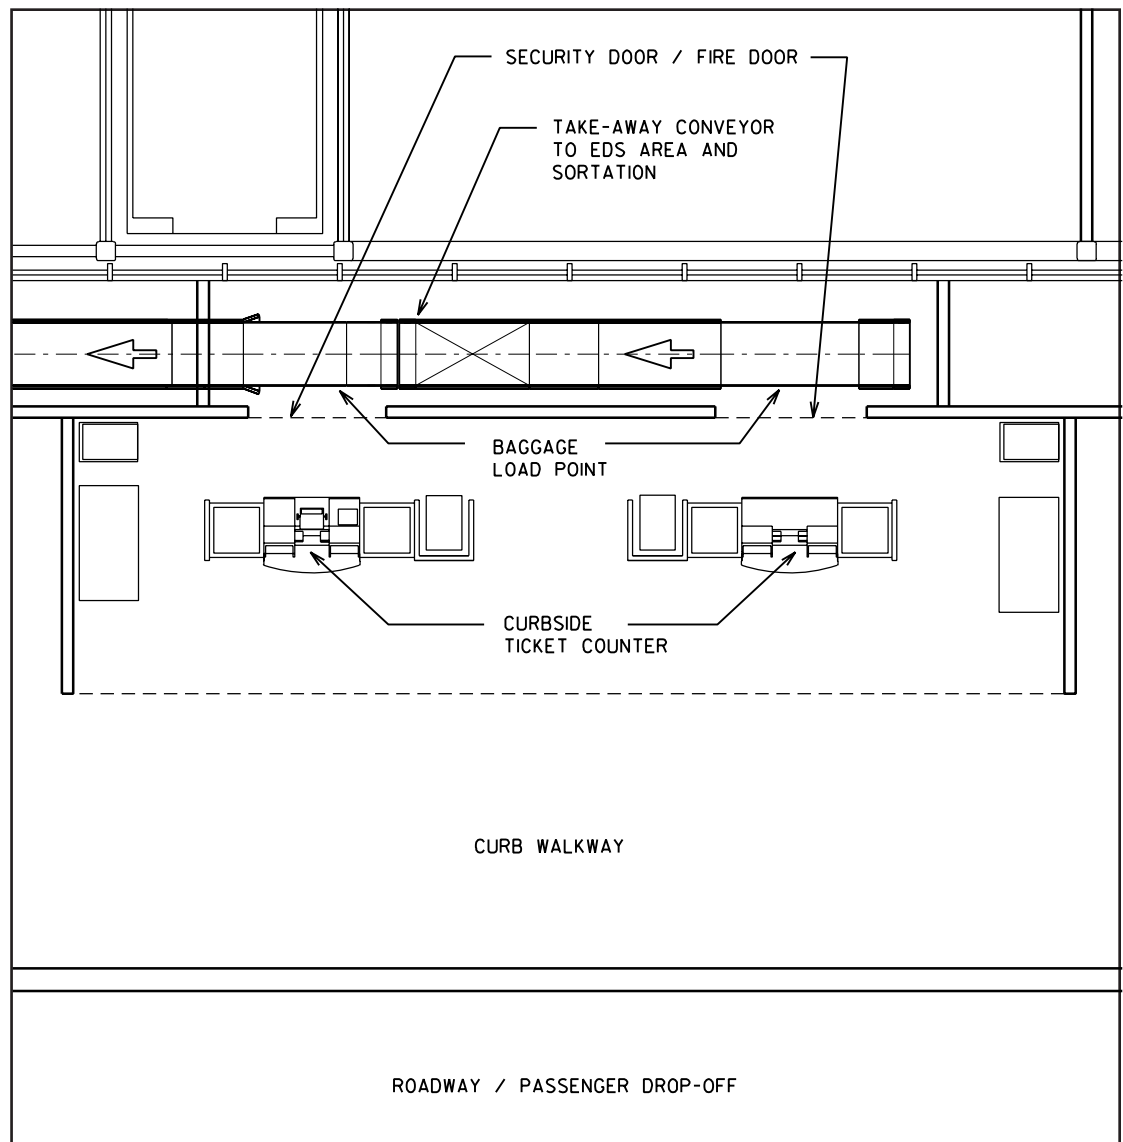 SECURITY DOOR / FIRE DOOR
TAKE-AWAY CONVEYOR
TO EDS AREA AND
SORTATION
BAGGAGE
LOAD POINT
CURBSIDE
TICKET COUNTER
CURB WALKWAY
ROADWAY / PASSENGER DROP-OFF